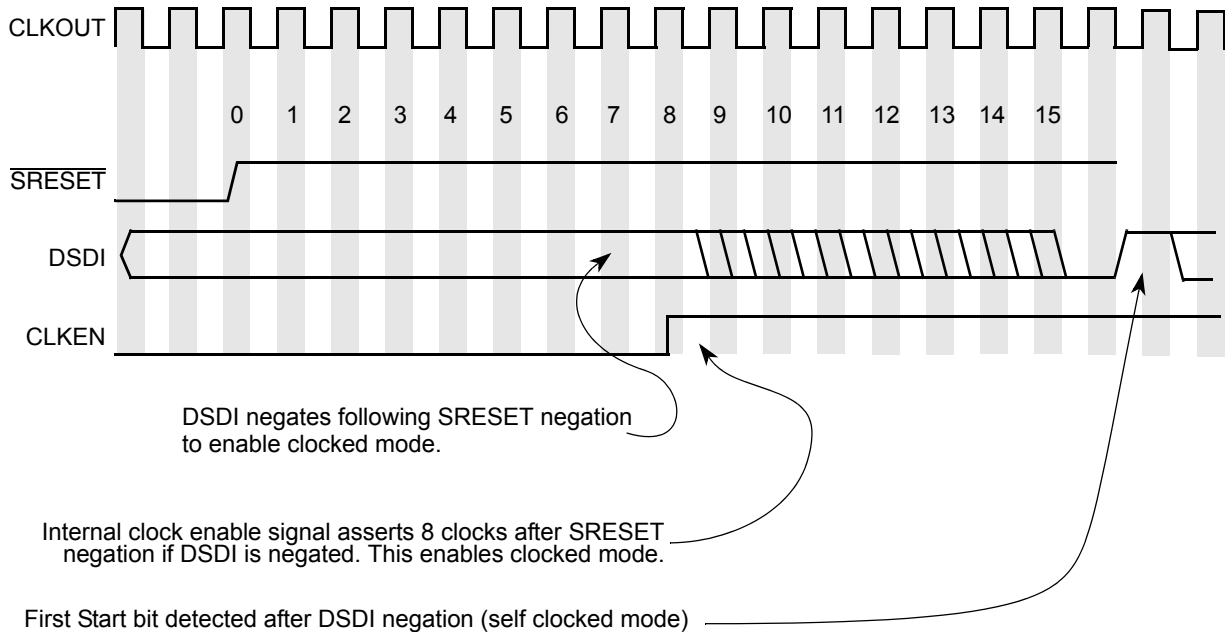 CLKOUT
0 1 2 3 4 5 6 7 8 9 10 11 12 13 14 15
SRESET
DSDI
CLKEN
DSDI negates following SRESET negation
to enable clocked mode.
Internal clock enable signal asserts 8 clocks after SRESET
negation if DSDI is negated. This enables clocked mode.
First Start bit detected after DSDI negation (self clocked mode)